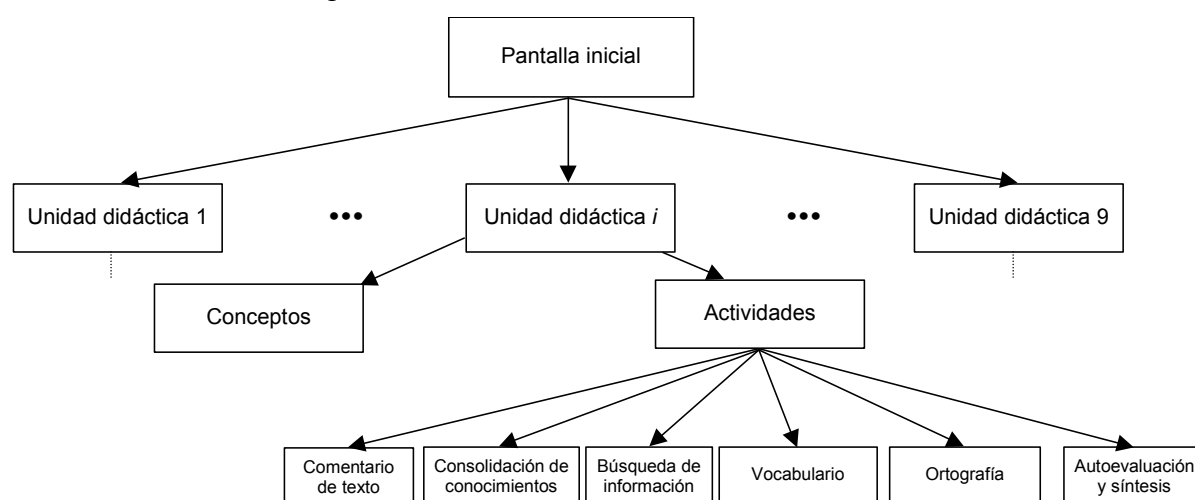 Pantalla inicial
Unidad didáctica 1
•••
Unidad didáctica i
•••
Unidad didáctica 9
Conceptos
Actividades
Comentario
de texto
Consolidación de
conocimientos
Búsqueda de
información
Vocabulario
Ortografía
Autoevaluación
y síntesis